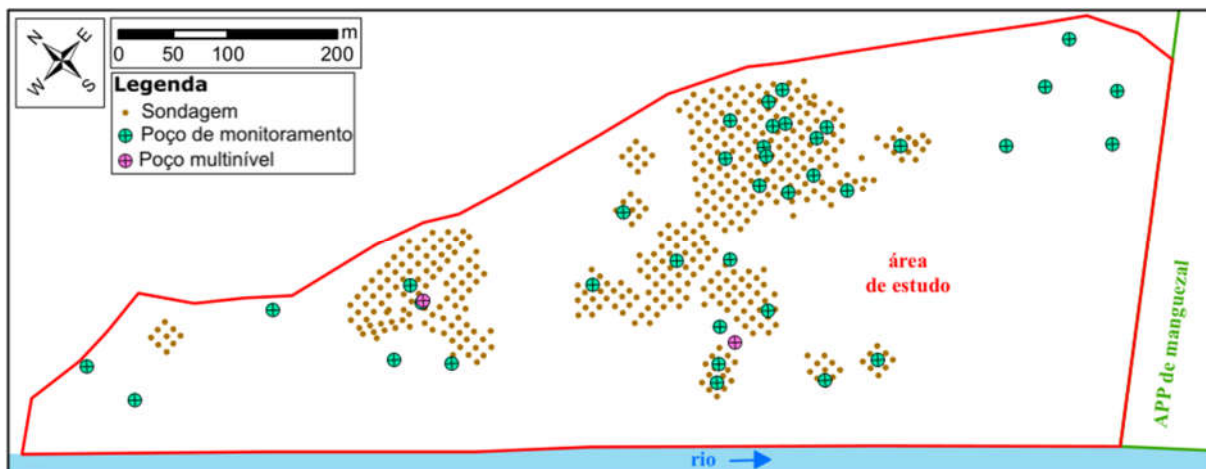 N E
W S
m
0 50 100 200
Legenda
Sondagem
Poço de monitoramento
Poço multinível
área
de estudo
APP de manguezal
rio